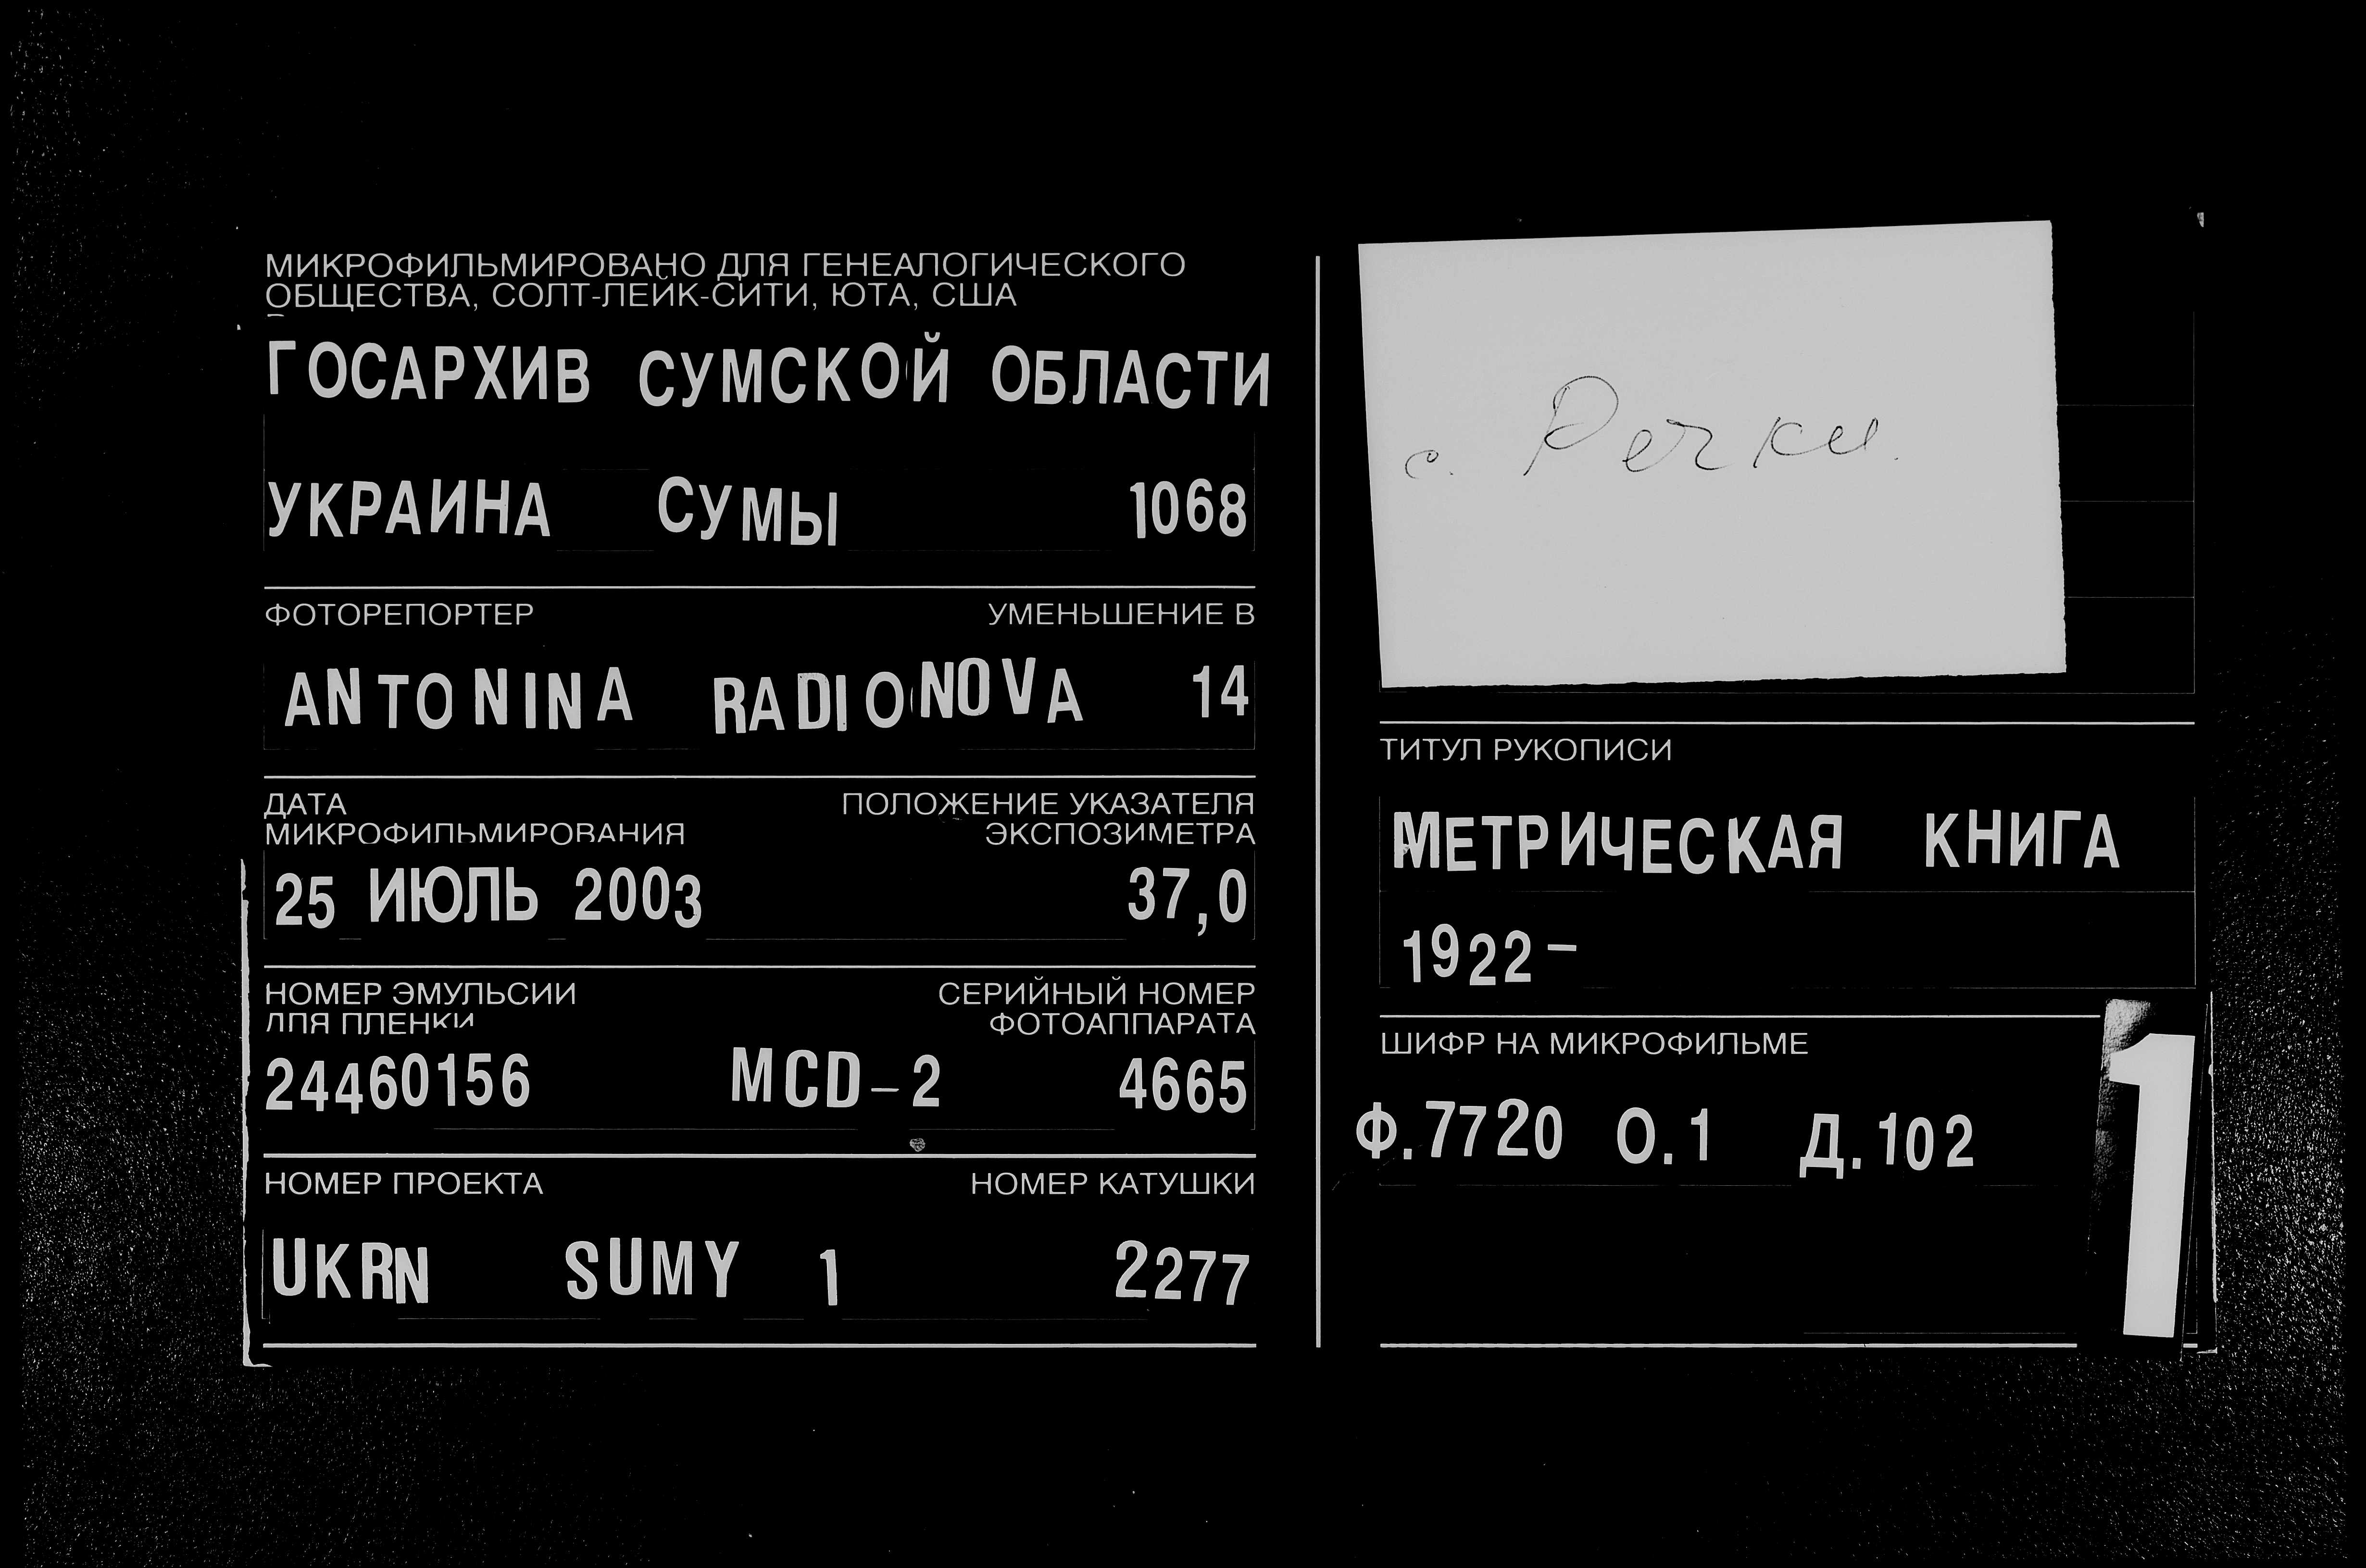 МИКРОФИЛЬМИРОВАНО ДЛЯ ГЕНЕАЛОГИЧЕСКОГО
ОБЩЕСТВА, СОЛТ-ЛЕЙК-СИТИ, ЮТА, США
ГОСАРХИВ СУМСКОЙ ОБЛАСТИ
УКРАИНА СУМЫ 1068
ФОТОРЕПОРТЕР УМЕНЬШЕНИЕ В
ANTONINA RADIONOVA 14
ДАТА ПОЛОЖЕНИЕ УКАЗАТЕЛЯ
МИКРОФИЛЬМИРОВАНИЯ ЭКСПОЗИМЕТРА
25 ИЮЛЬ 2003 37,0
НОМЕР ЭМУЛЬСИИ СЕРИЙНЫЙ НОМЕР
ДЛЯ ПЛЕНКИ ФОТОАППАРАТА
24460156 MCD-2 4665
НОМЕР ПРОЕКТА НОМЕР КАТУШКИ
UKRN SUMY 1 2277
с. Речки.
ТИТУЛ РУКОПИСИ
МЕТРИЧЕСКАЯ КНИГА
1922-
ШИФР НА МИКРОФИЛЬМЕ
Ф.7720 О.1 Д.102
1